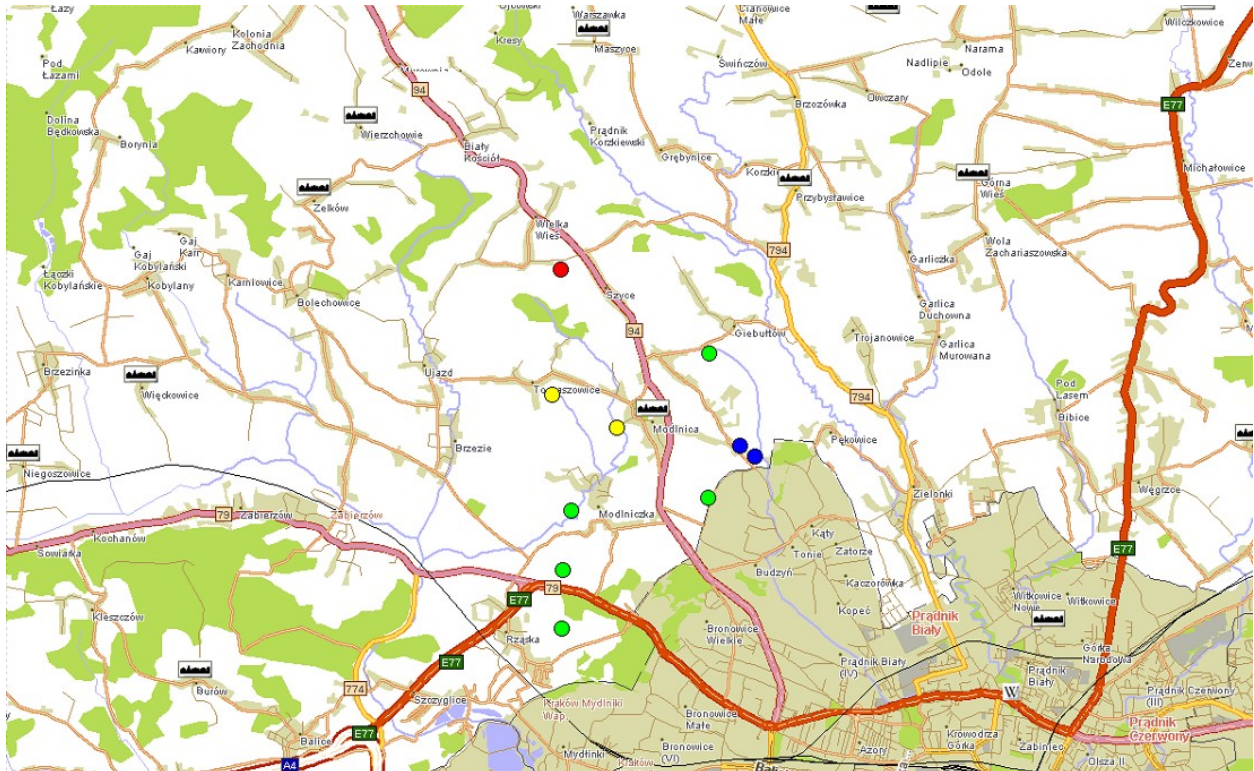 Łazy
Kolonia
Zachodnia
Kawiory
Pod
Łazami
Dolina
Będkowska
Borynia
Murownia
94
Kresy
Warszawka
Maszyce
Cianowice
Małe
Świńczów
Brzozówka
Owczary
Narama
Nadlipie
Odole
Wilczkowice
E77
Michałowice
Wierzchowie
Biały
Kościół
Prądnik
Korzkiewski
Grębynice
Przybysławice
Górna
Wieś
Zelków
Wielka
Wieś
794
Wola
Zachariaszowska
Garliczka
Gaj
Kobylański
Kobylany
Łączki
Kobylańskie
Karniowice
Bolechowice
Szyce
94
Giebułtów
Trojanowice
Garlica
Duchowna
Garlica
Murowana
Brzezinka
Więckowice
Ujazd
Modlnica
794
Pod
Lasem
Bibice
Brzezie
Pękowice
Niegoszowice
Zielonki
Węgrzce
79
Zabierzów
Zabierzów
Modlniczka
Kąty
Tonie
Zatorze
Sowiarka
Kochanów
Budzyń
Kaczorówka
E77
Kleszczów
E77
79
Rząska
Bronowice
Wielkie
Kopeć
Prądnik
Biały
Witkowice
Nowe
Witkowice
Górka
Narodowa
E77
Burów
774
Szczyglice
Kraków Mydlniki
Wap.
Prądnik Biały
(IV)
Prądnik
Biały
Prądnik Czerwony
(III)
W
E77
Balice
A4
Mydlniki
Kraków
Bronowice
Małe
Bronowice
(VI)
Azory
Krowodrza
Górka
Żabiniec
Prądnik
Czerwony
Olsza II